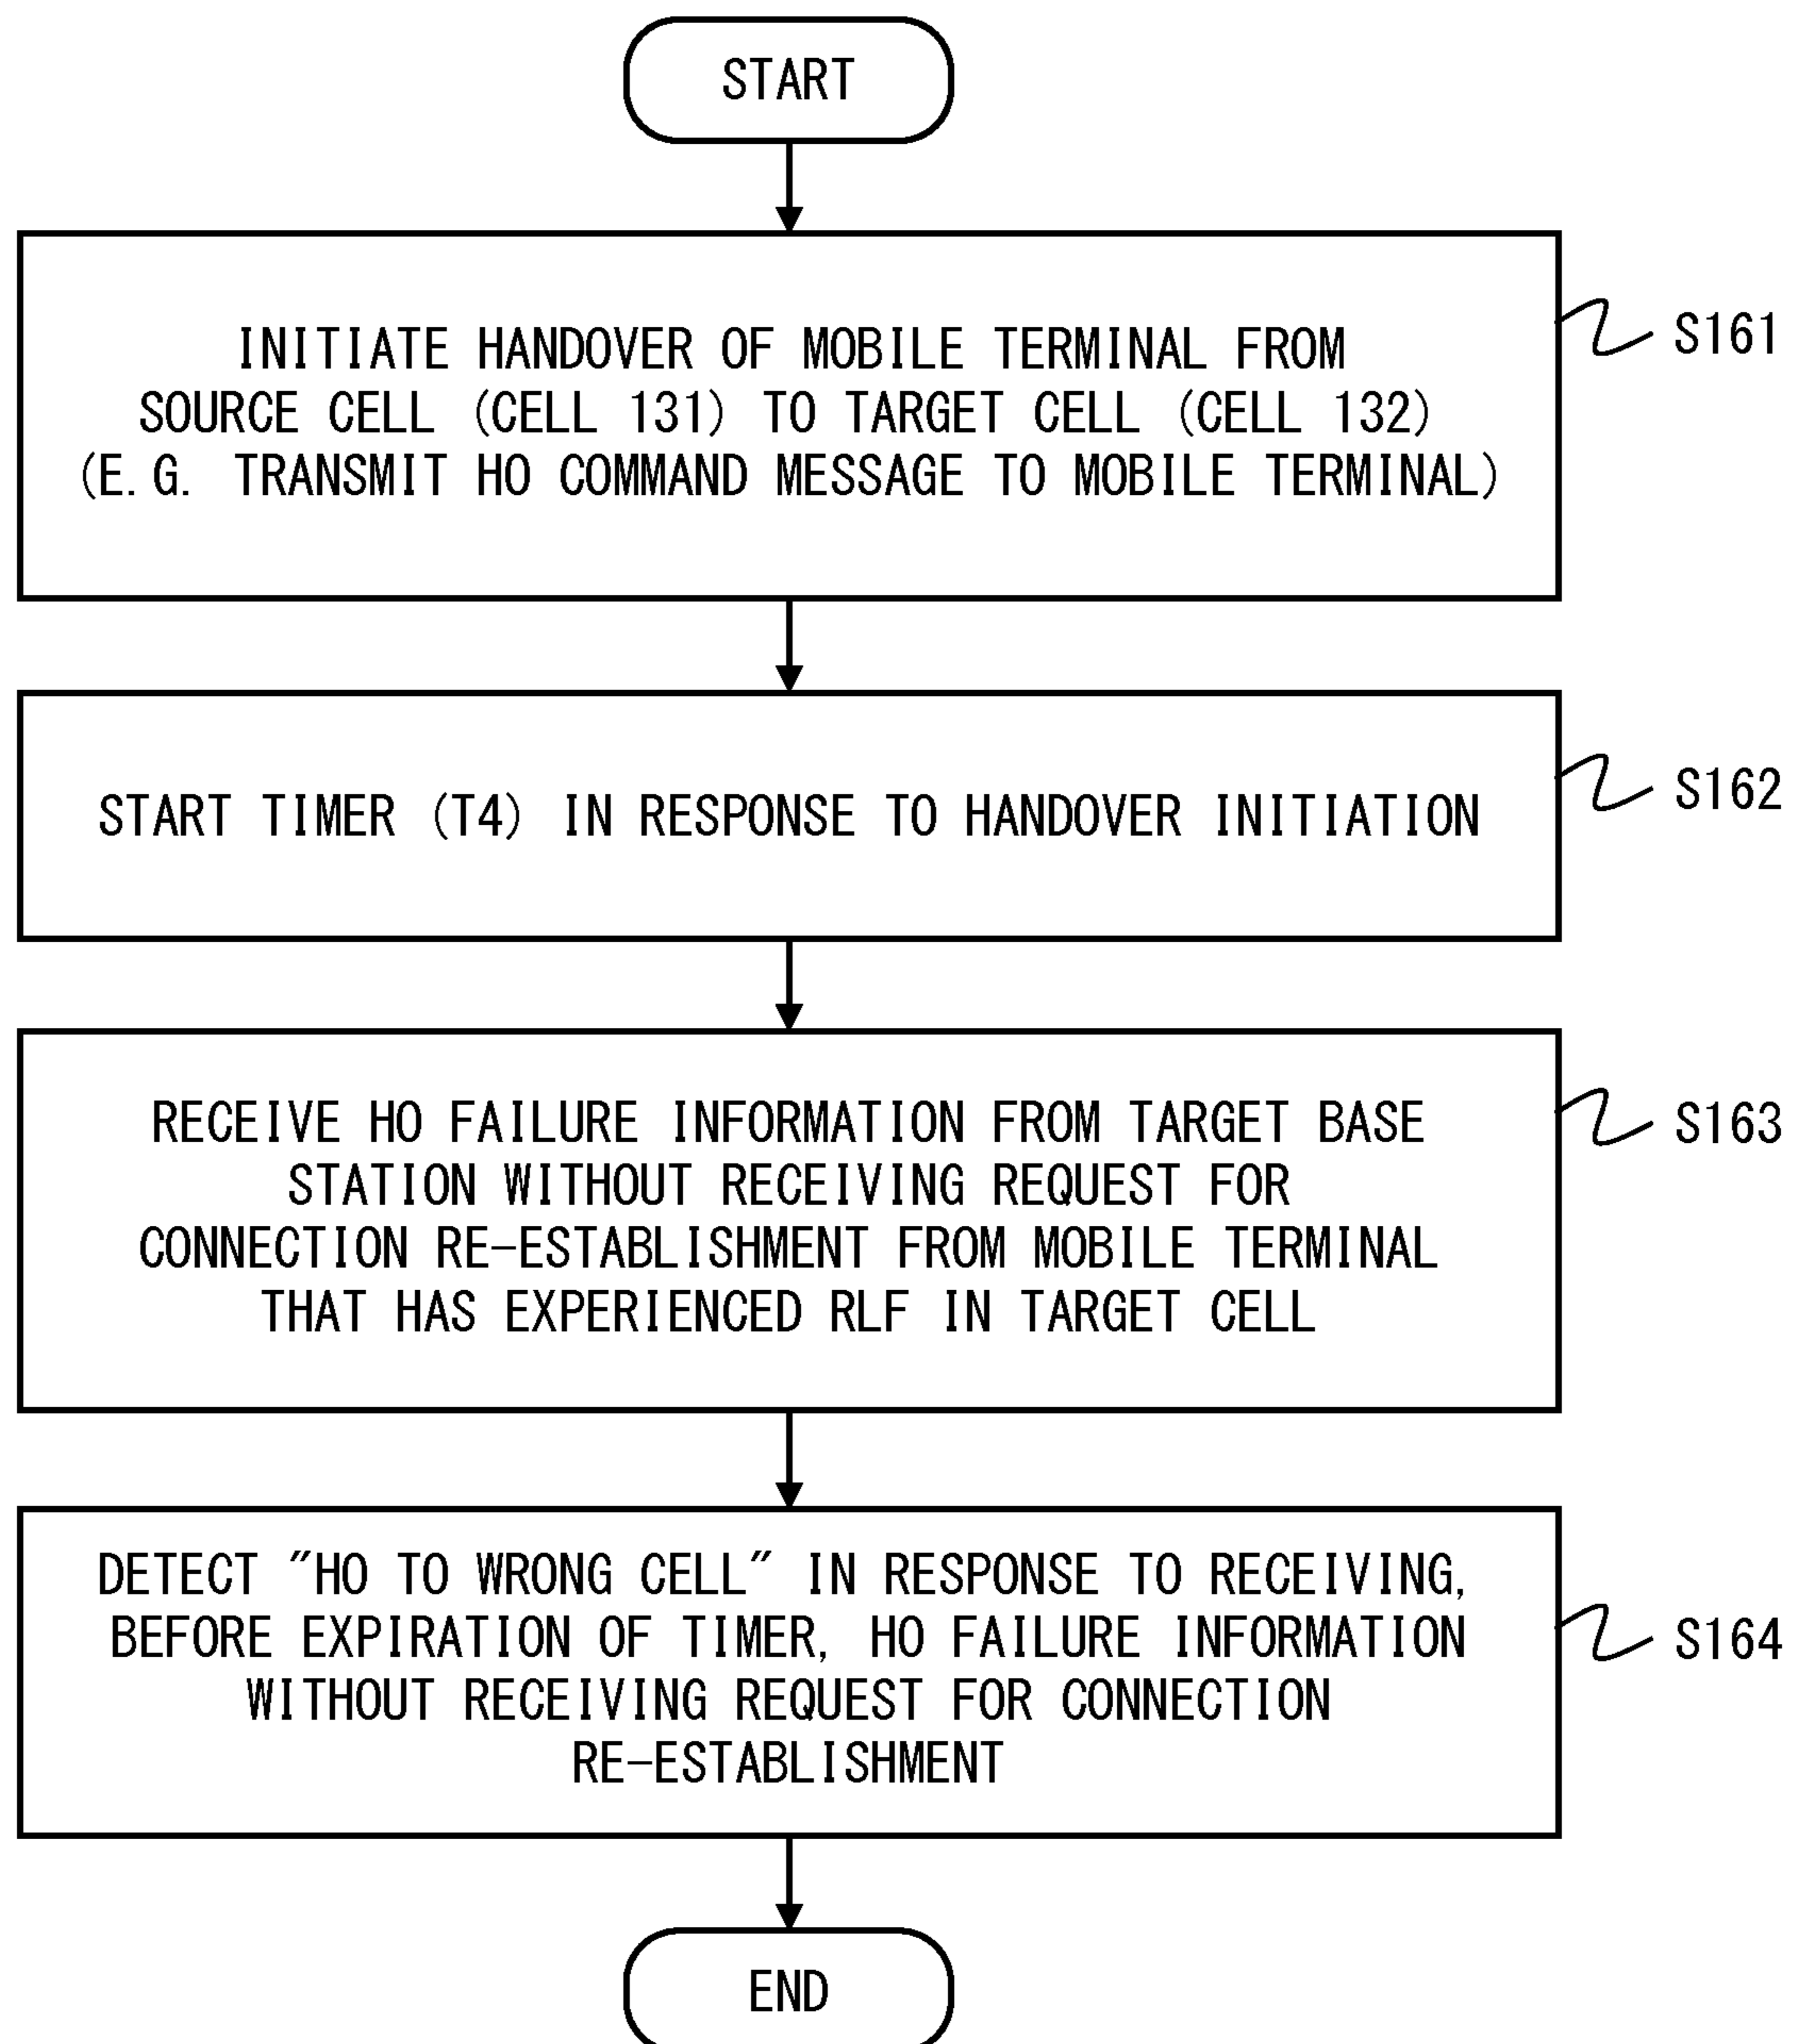 START
INITIATE HANDOVER OF MOBILE TERMINAL FROM
SOURCE CELL (CELL 131) TO TARGET CELL (CELL 132)
(E.G. TRANSMIT HO COMMAND MESSAGE TO MOBILE TERMINAL)
S161
START TIMER (T4) IN RESPONSE TO HANDOVER INITIATION
S162
RECEIVE HO FAILURE INFORMATION FROM TARGET BASE
STATION WITHOUT RECEIVING REQUEST FOR
CONNECTION RE-ESTABLISHMENT FROM MOBILE TERMINAL
THAT HAS EXPERIENCED RLF IN TARGET CELL
S163
DETECT "HO TO WRONG CELL" IN RESPONSE TO RECEIVING,
BEFORE EXPIRATION OF TIMER, HO FAILURE INFORMATION
WITHOUT RECEIVING REQUEST FOR CONNECTION
RE-ESTABLISHMENT
S164
END